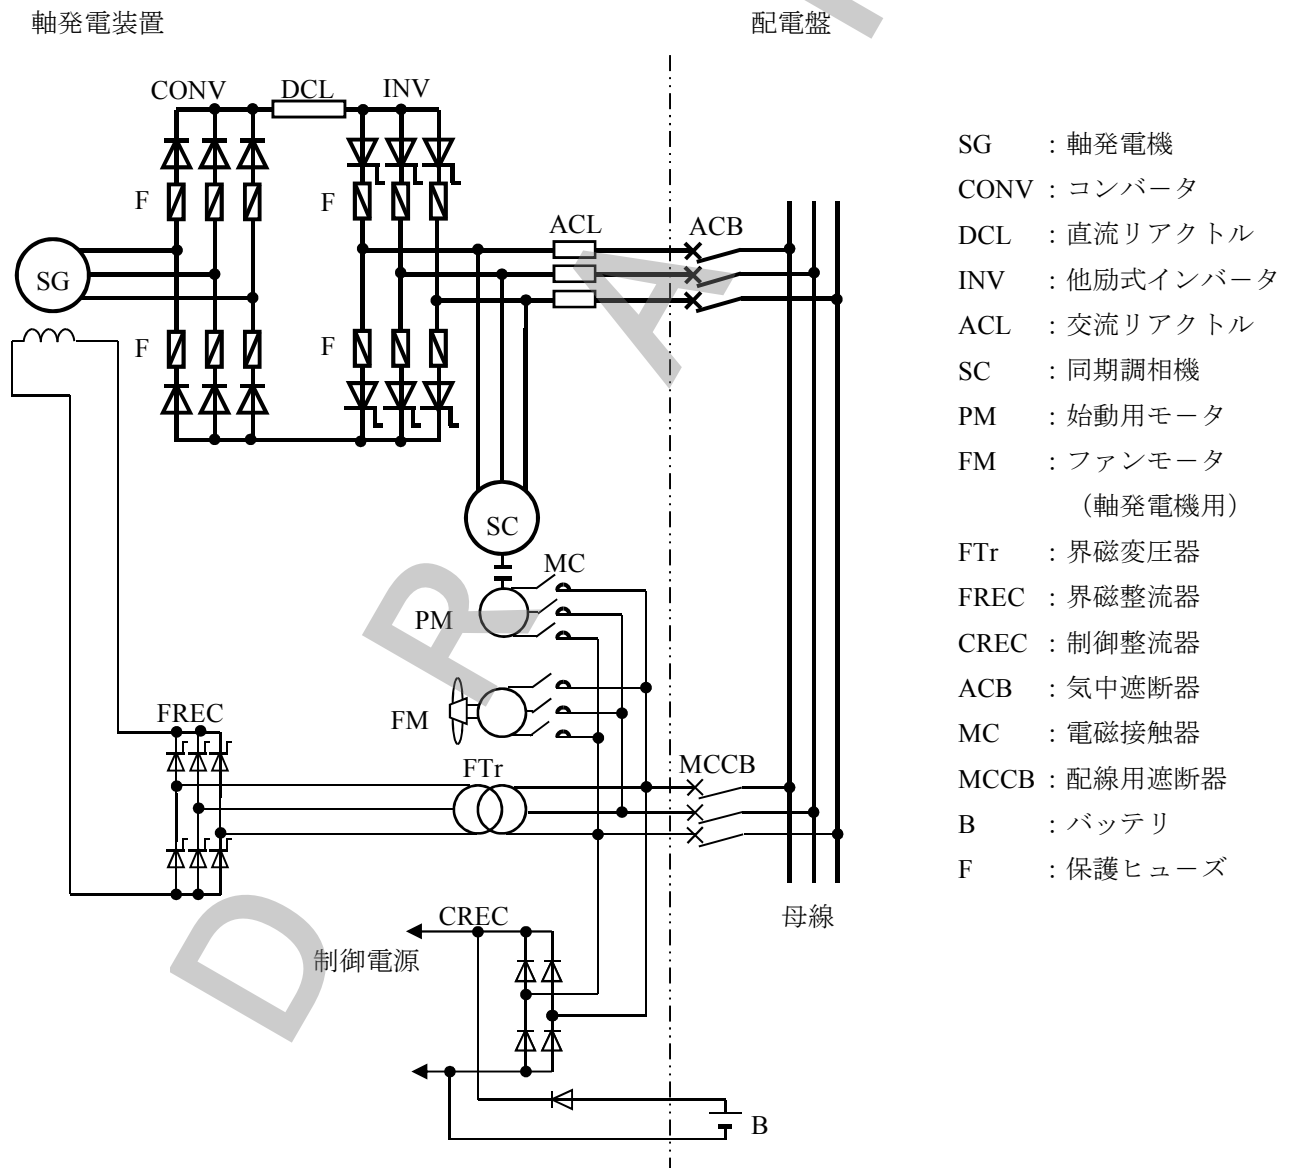 軸発電装置
配電盤
CONV
DCL
INV
F
F
ACL
ACB
SG
F
F
SC
MC
PM
FM
FREC
FTr
MCCB
母線
CREC
制御電源
B
SG : 軸発電機
CONV : コンバータ
DCL : 直流リアクトル
INV : 他励式インバータ
ACL : 交流リアクトル
SC : 同期調相機
PM : 始動用モータ
FM : ファンモータ
（軸発電機用）
FTr : 界磁変圧器
FREC : 界磁整流器
CREC : 制御整流器
ACB : 気中遮断器
MC : 電磁接触器
MCCB : 配線用遮断器
B : バッテリ
F : 保護ヒューズ
D R A